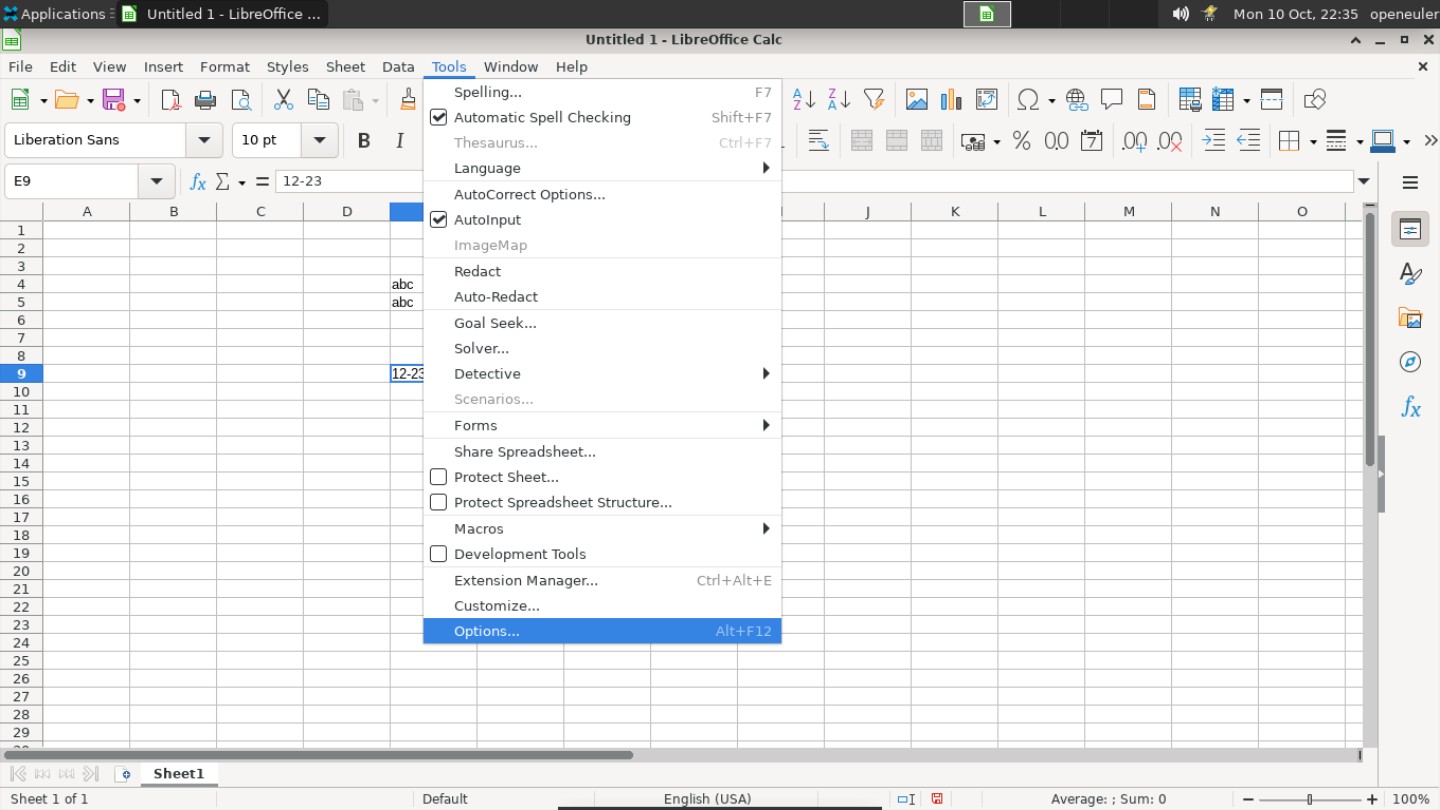 Applications
Untitled 1 - LibreOffice ...
Mon 10 Oct, 22:35
openeuler
Untitled 1 - LibreOffice Calc
File Edit View Insert Format Styles Sheet Data Tools Window Help
Liberation Sans
10 pt
B I
E9
12-23
A B C D J K L M N O
1
2
3
4 abc
5 abc
6
7
8
9 12-23
10
11
12
13
14
15
16
17
18
19
20
21
22
23
24
25
26
27
28
29
Spelling... F7
Automatic Spell Checking Shift+F7
Thesaurus... Ctrl+F7
Language
AutoCorrect Options...
AutoInput
ImageMap
Redact
Auto-Redact
Goal Seek...
Solver...
Detective
Scenarios...
Forms
Share Spreadsheet...
Protect Sheet...
Protect Spreadsheet Structure...
Macros
Development Tools
Extension Manager... Ctrl+Alt+E
Customize...
Options... Alt+F12
Sheet1
Sheet 1 of 1
Default
English (USA)
Average: ; Sum: 0
100%